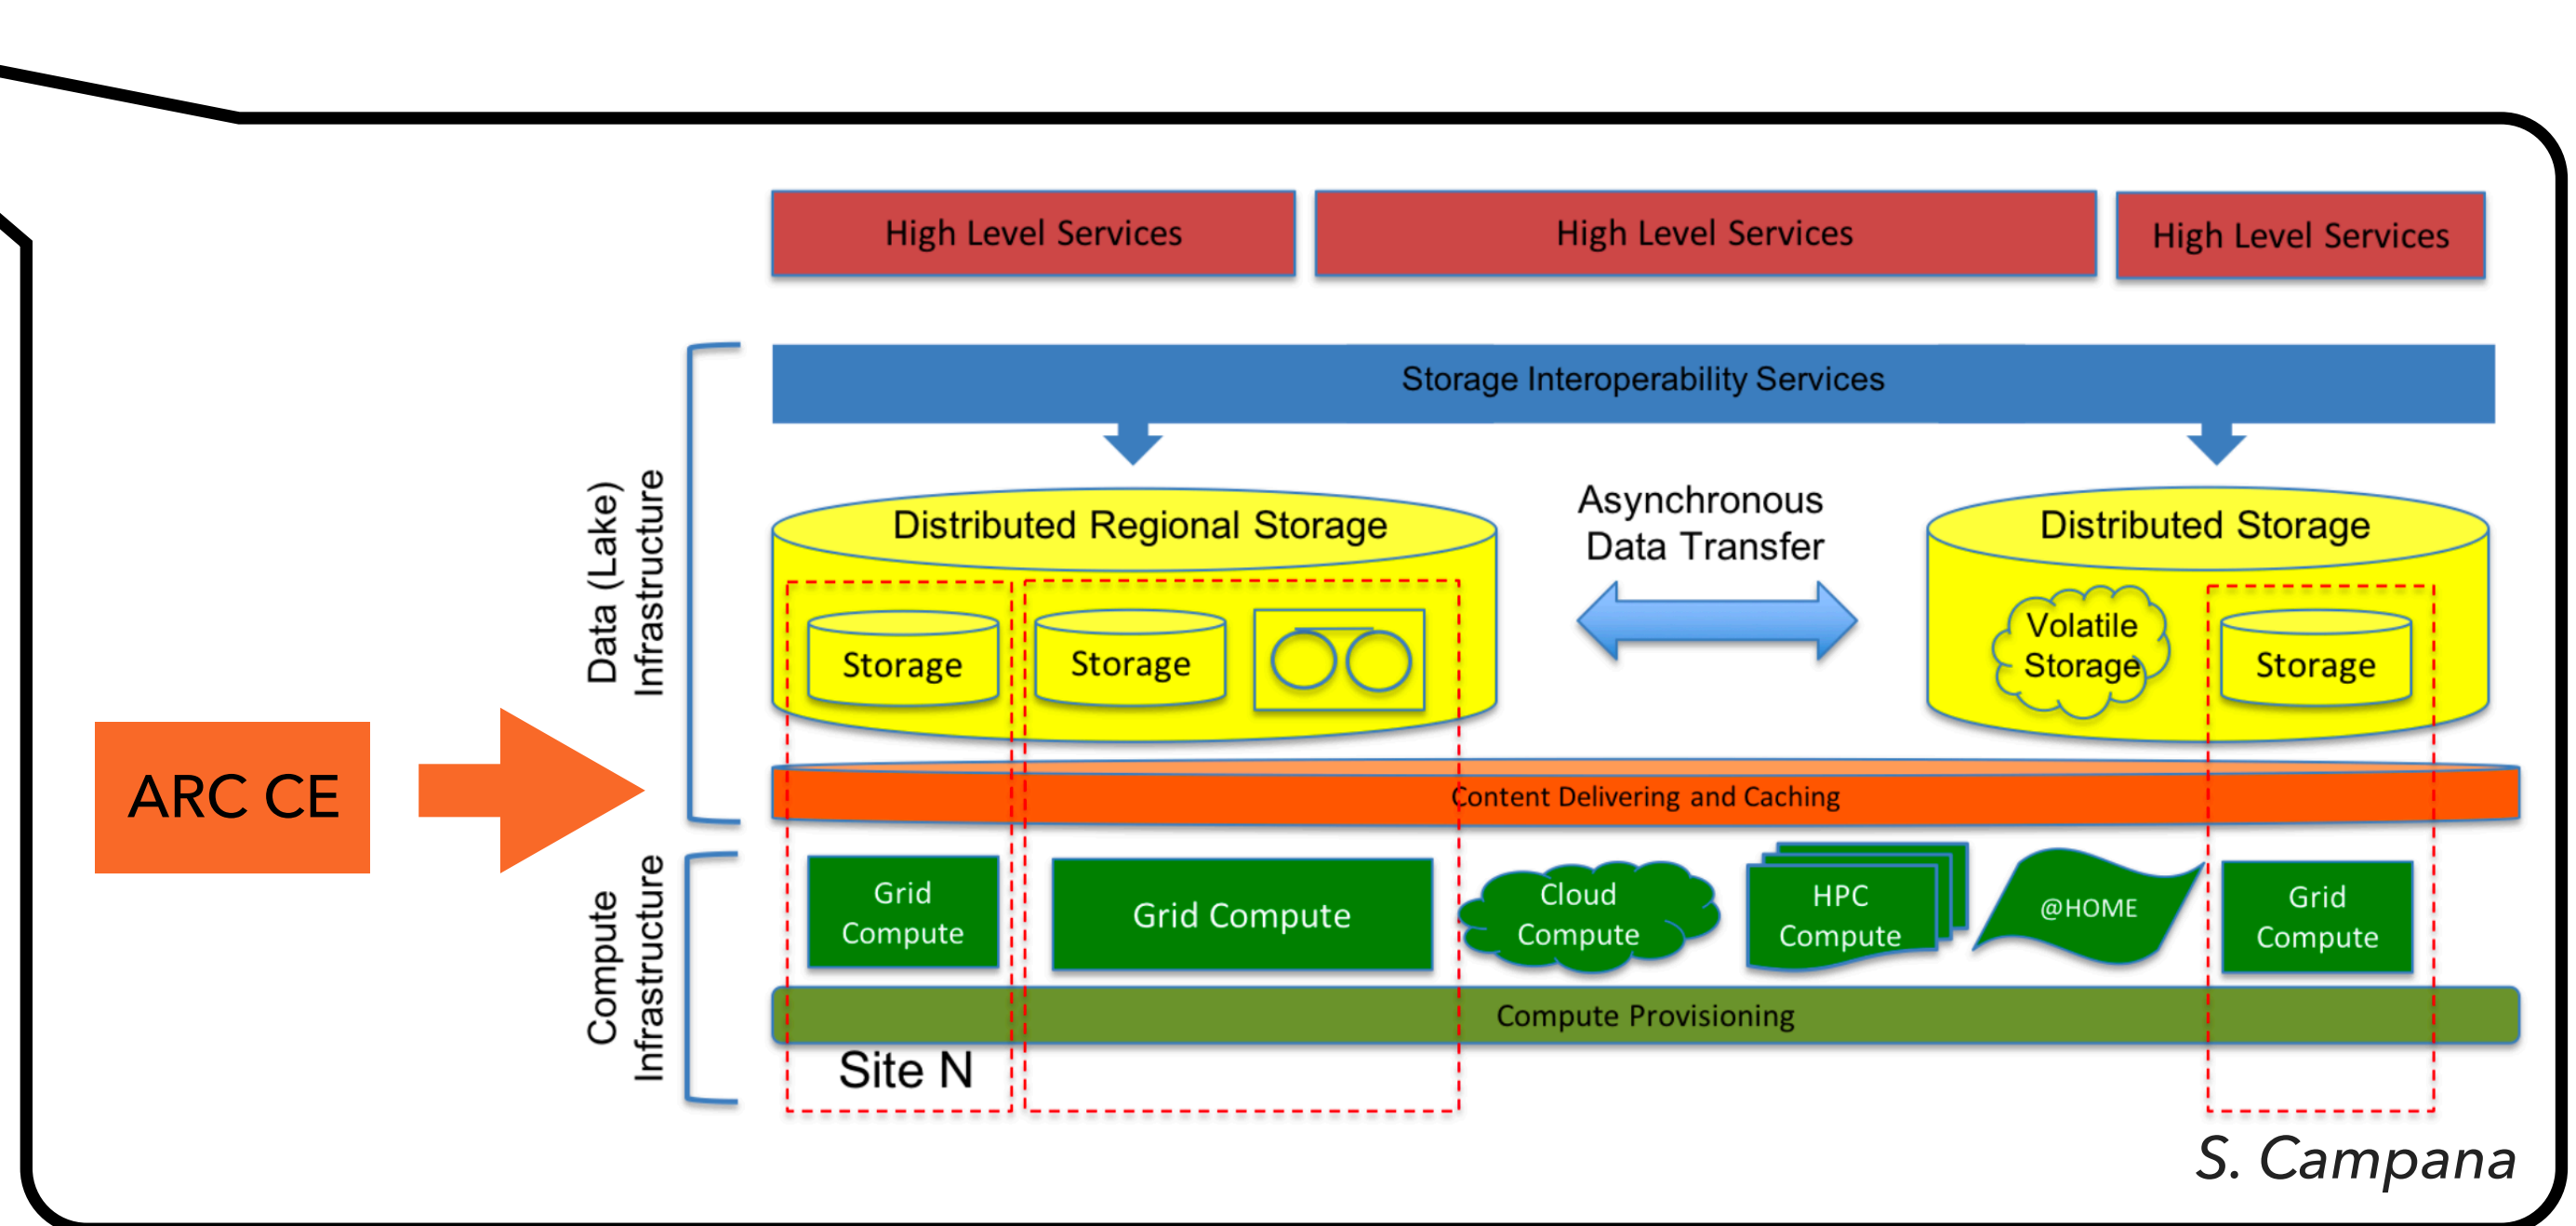 High Level Services
High Level Services
High Level Services
Storage Interoperability Services
Data (Lake)
Infrastructure
Distributed Regional Storage
Asynchronous
Data Transfer
Distributed Storage
Storage
Storage
Volatile
Storage
Storage
ARC CE
Content Delivering and Caching
Compute
Infrastructure
Grid
Compute
Grid Compute
Cloud
Compute
HPC
Compute
@HOME
Grid
Compute
Compute Provisioning
Site N
S. Campana